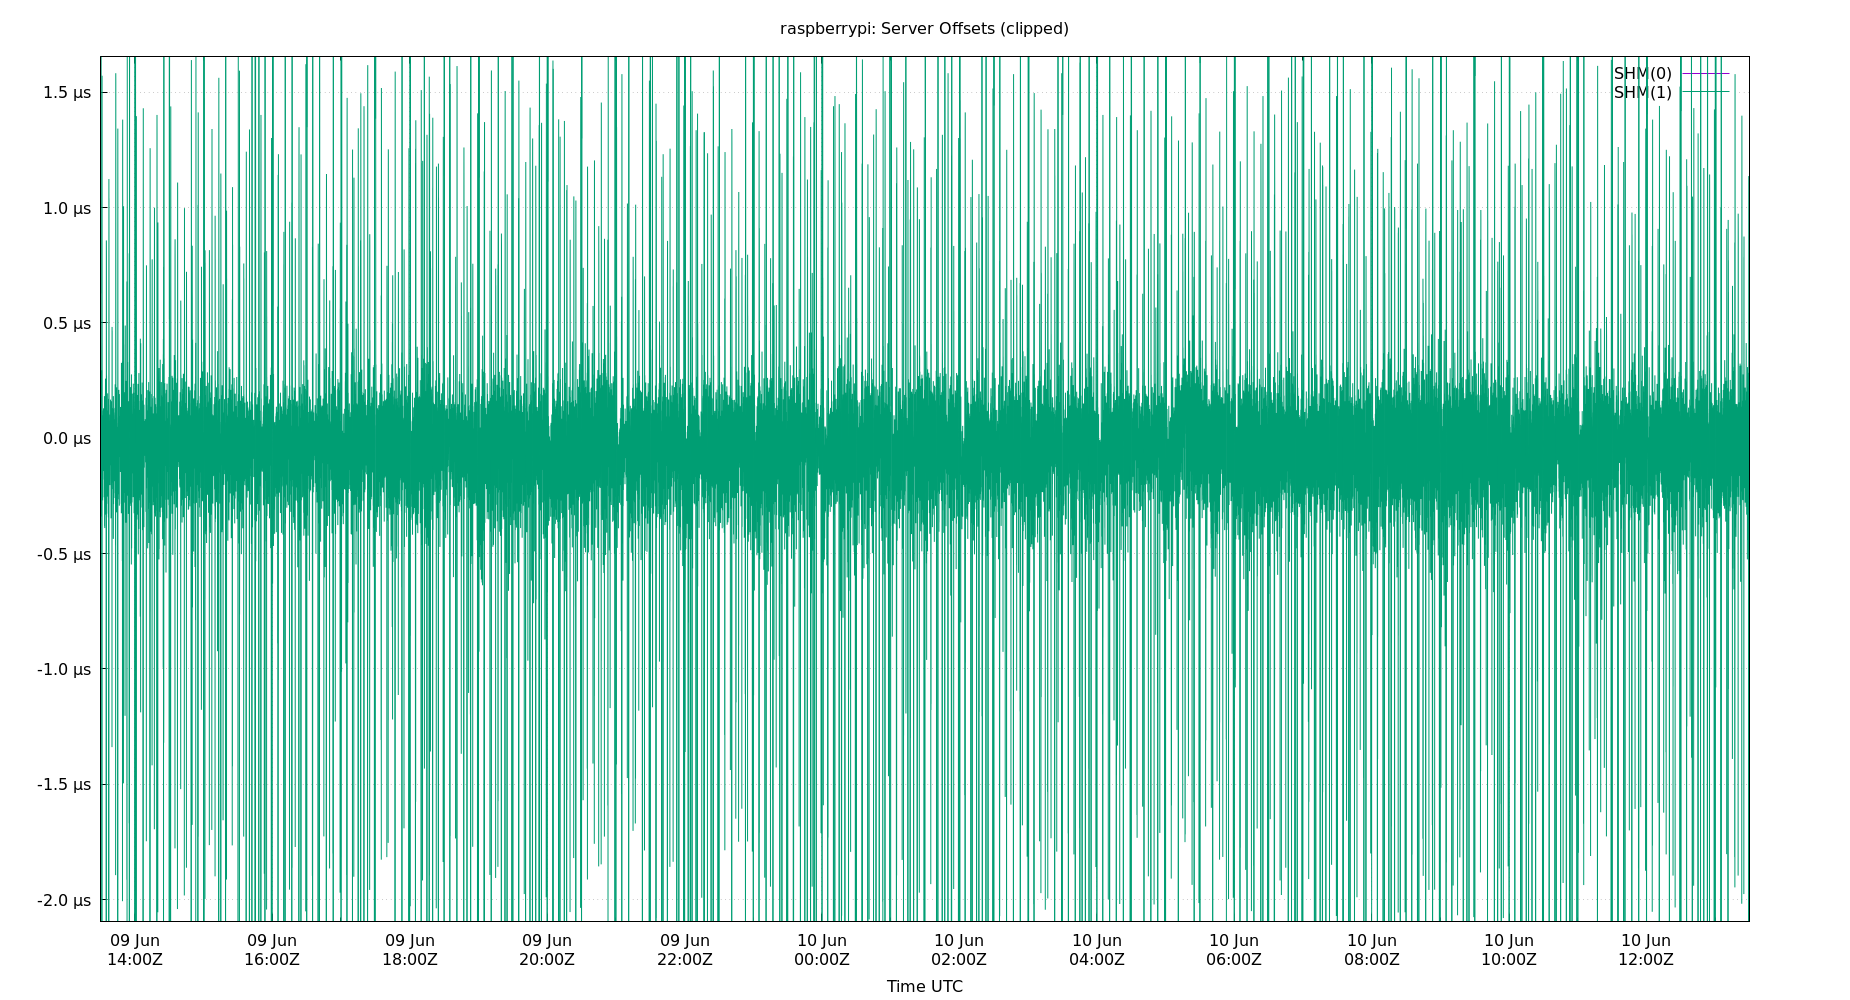 raspberrypi: Server Offsets (clipped)
SHM(0)
SHM(1)
1.5 µs
1.0 µs
0.5 µs
0.0 µs
-0.5 µs
-1.0 µs
-1.5 µs
-2.0 µs
09 Jun 09 Jun 09 Jun 09 Jun 09 Jun 10 Jun 10 Jun 10 Jun 10 Jun 10 Jun 10 Jun 10 Jun
14:00Z 16:00Z 18:00Z 20:00Z 22:00Z 00:00Z 02:00Z 04:00Z 06:00Z 08:00Z 10:00Z 12:00Z
Time UTC